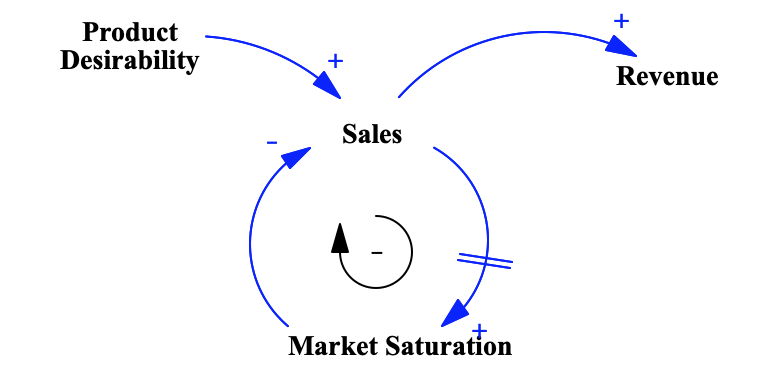 Product
Desirability
+
+
Revenue
Sales
-
-
+
Market Saturation